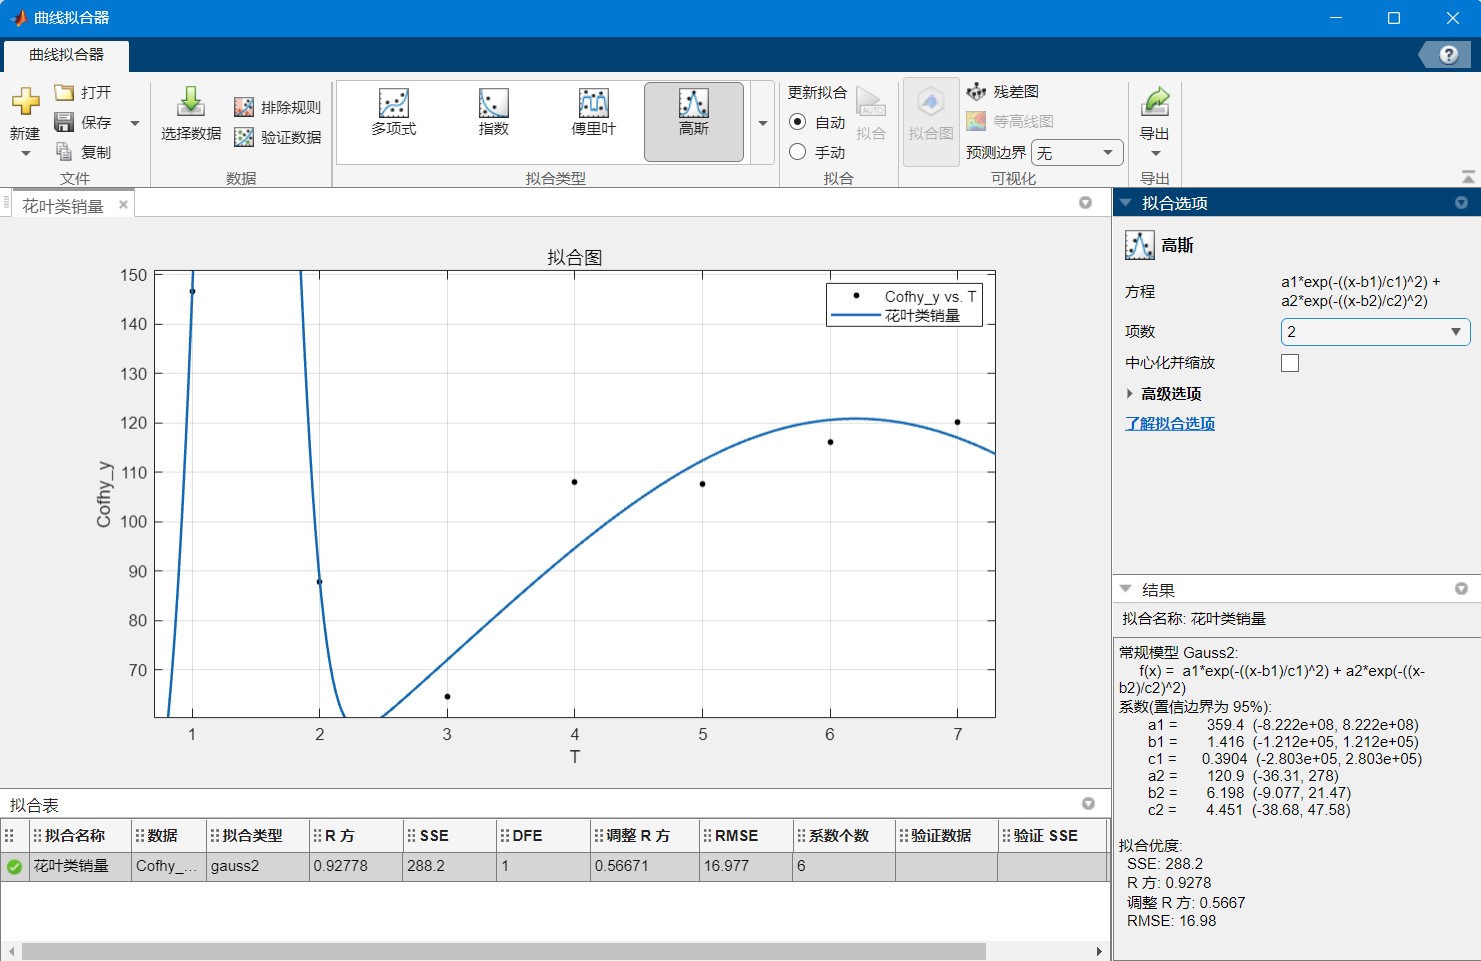 曲线拟合器
曲线拟合器
新建
打开
保存
复制
文件
选择数据
排除规则
验证数据
数据
多项式
指数
傅里叶
高斯
拟合类型
更新拟合
自动
手动
AUTO
拟合
拟合
拟合图
残差图
等高线图
预测边界 无
可视化
导出
导出
花叶类销量
拟合图
150
140
130
120
110
100
90
80
70
Cofhy_y
1 2 3 4 5 6 7
T
Cofhy_y vs. T
花叶类销量
拟合选项
高斯
方程
a1*exp(-((x-b1)/c1)^2) +
a2*exp(-((x-b2)/c2)^2)
项数 2
中心化并缩放
高级选项
了解拟合选项
结果
拟合名称: 花叶类销量
常规模型 Gauss2:
f(x) = a1*exp(-((x-b1)/c1)^2) + a2*exp(-((x-
b2)/c2)^2)
系数(置信边界为 95%):
a1 = 359.4 (-8.222e+08, 8.222e+08)
b1 = 1.416 (-1.212e+05, 1.212e+05)
c1 = 0.3904 (-2.803e+05, 2.803e+05)
a2 = 120.9 (-36.31, 278)
b2 = 6.198 (-9.077, 21.47)
c2 = 4.451 (-38.68, 47.58)
拟合优度:
SSE: 288.2
R 方: 0.9278
调整 R 方: 0.5667
RMSE: 16.98
拟合表
拟合名称 数据 拟合类型 R 方 SSE DFE 调整 R 方 RMSE 系数个数 验证数据 验证 SSE
花叶类销量 Cofhy_... gauss2 0.92778 288.2 1 0.56671 16.977 6